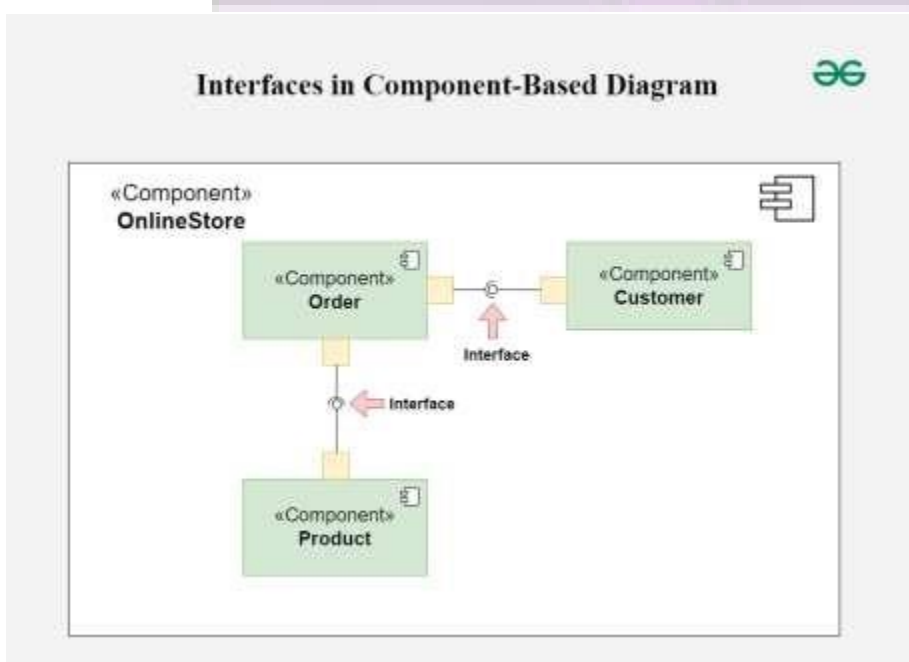 Interfaces in Component-Based Diagram
«Component»
OnlineStore
«Component»
Order
«Component»
Customer
Interface
Interface
«Component»
Product